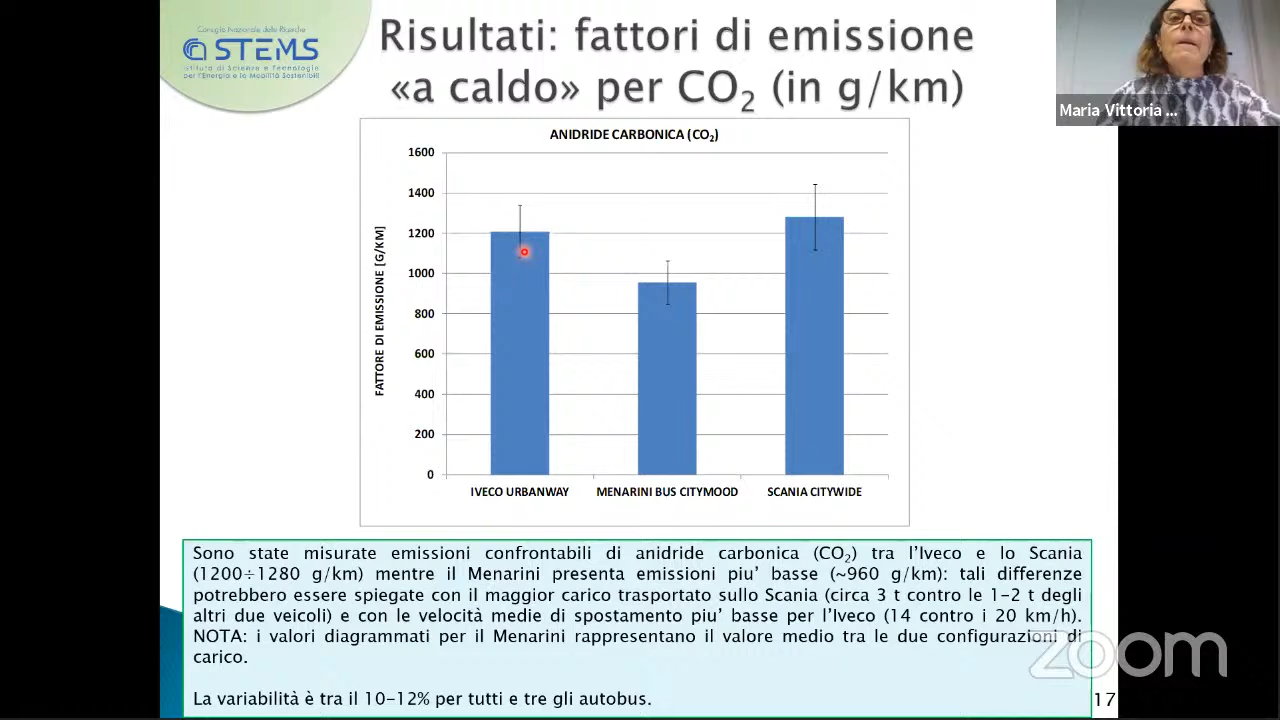 Consiglio Nazionale delle Ricerche
STEMS
Istituto di Scienze e Tecnologie
per l'Energia e la Mobilità Sostenibili
Risultati: fattori di emissione
«a caldo» per CO₂ (in g/km)
Maria Vittoria ...
ANIDRIDE CARBONICA (CO₂)
FATTORE DI EMISSIONE [G/KM]
1600
1400
1200
1000
800
600
400
200
0
IVECO URBANWAY MENARINI BUS CITYMOOD SCANIA CITYWIDE
Sono state misurate emissioni confrontabili di anidride carbonica (CO₂) tra l'Iveco e lo Scania
(1200÷1280 g/km) mentre il Menarini presenta emissioni piu' basse (~960 g/km): tali differenze
potrebbero essere spiegate con il maggior carico trasportato sullo Scania (circa 3 t contro le 1-2 t degli
altri due veicoli) e con le velocità medie di spostamento piu' basse per l'Iveco (14 contro i 20 km/h).
NOTA: i valori diagrammati per il Menarini rappresentano il valore medio tra le due configurazioni di
carico.
La variabilità è tra il 10-12% per tutti e tre gli autobus.
zoom
17